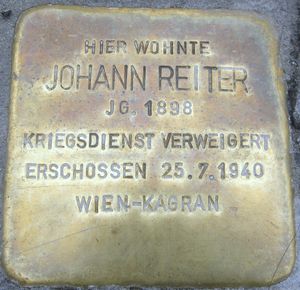 HIER WOHNTE
JOHANN REITER
JG. 1898
KRIEGSDIENST VERWEIGERT
ERSCHOSSEN 25.7.1940
WIEN-KAGRAN